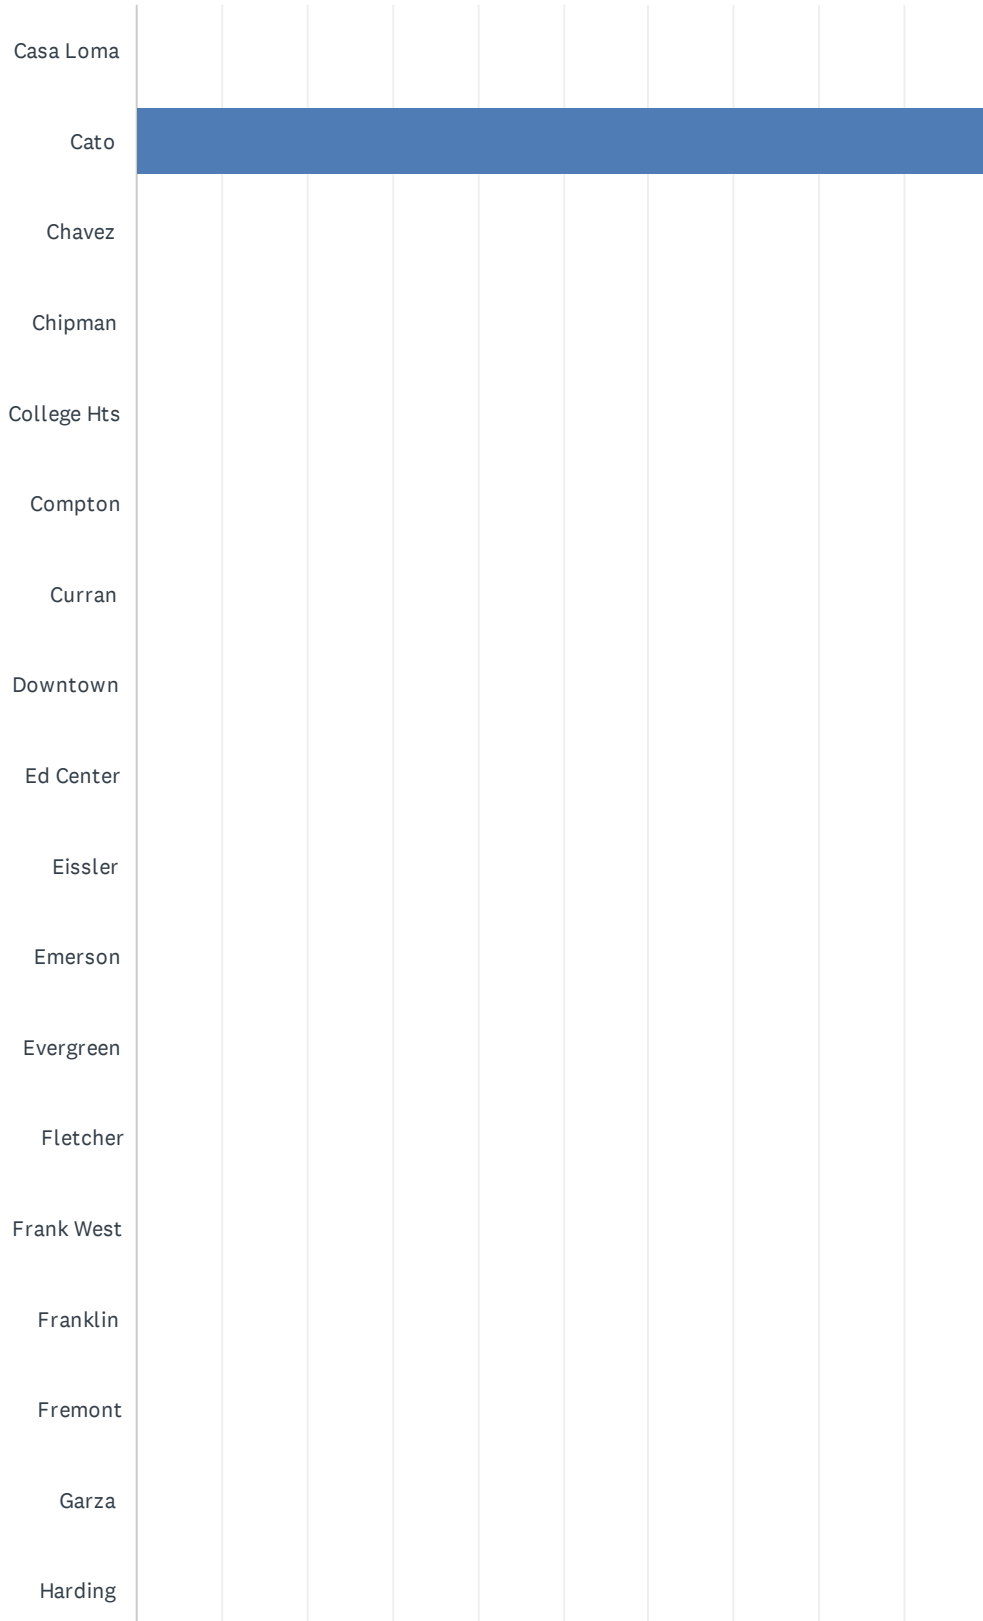 Casa Loma
Cato
Chavez
Chipman
College Hts
Compton
Curran
Downtown
Ed Center
Eissler
Emerson
Evergreen
Fletcher
Frank West
Franklin
Fremont
Garza
Harding